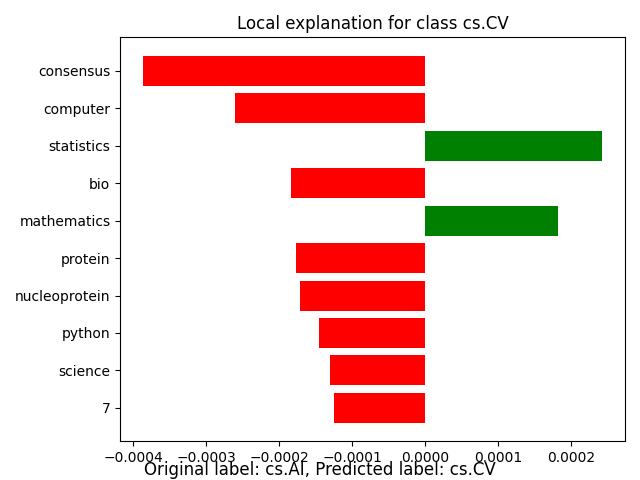 Local explanation for class cs.CV
consensus
computer
statistics
bio
mathematics
protein
nucleoprotein
python
science
7
−0.0004 −0.0003 −0.0002 −0.0001 0.0000 0.0001 0.0002
Original label: cs.AI, Predicted label: cs.CV